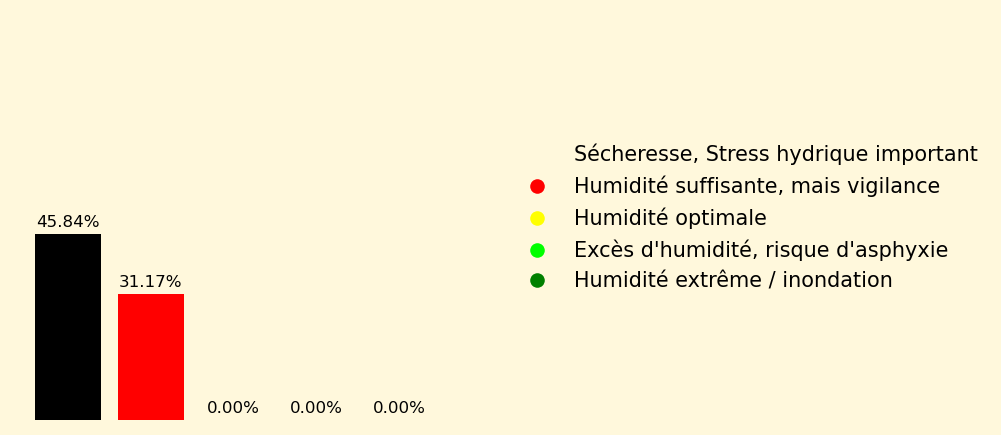 Sécheresse, Stress hydrique important
Humidité suffisante, mais vigilance
Humidité optimale
Excès d'humidité, risque d'asphyxie
Humidité extrême / inondation
45.84%
31.17%
0.00% 0.00% 0.00%